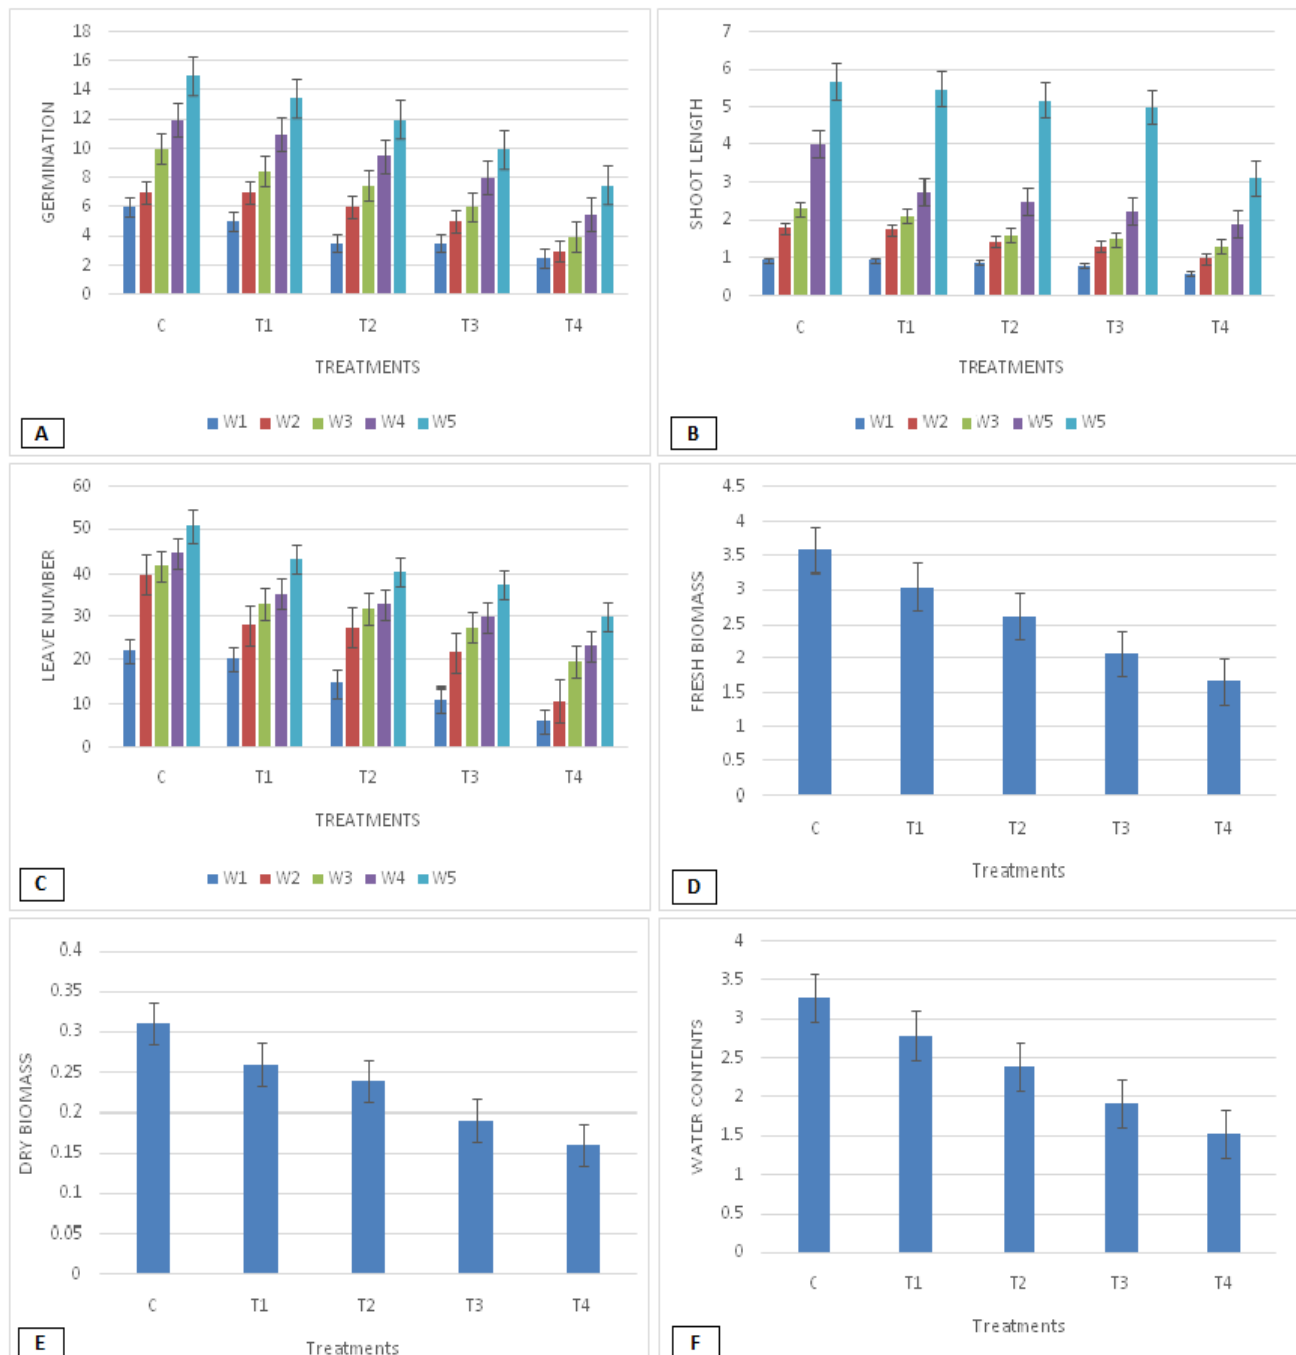 18
16
14
12
10
8
6
4
2
0
GERMINATION
C T1 T2 T3 T4
TREATMENTS
W1 W2 W3 W4 W5
A
7
6
5
4
3
2
1
0
SHOOT LENGTH
C T1 T2 T3 T4
TREATMENTS
W1 W2 W3 W5 W5
B
60
50
40
30
20
10
0
LEAVE NUMBER
C T1 T2 T3 T4
TREATMENTS
W1 W2 W3 W4 W5
C
4.5
4
3.5
3
2.5
2
1.5
1
0.5
0
FRESH BIOMASS
C T1 T2 T3 T4
Treatments
D
0.4
0.35
0.3
0.25
0.2
0.15
0.1
0.05
0
DRY BIOMASS
C T1 T2 T3 T4
Treatments
E
4
3.5
3
2.5
2
1.5
1
0.5
0
WATER CONTENTS
C T1 T2 T3 T4
Treatments
F